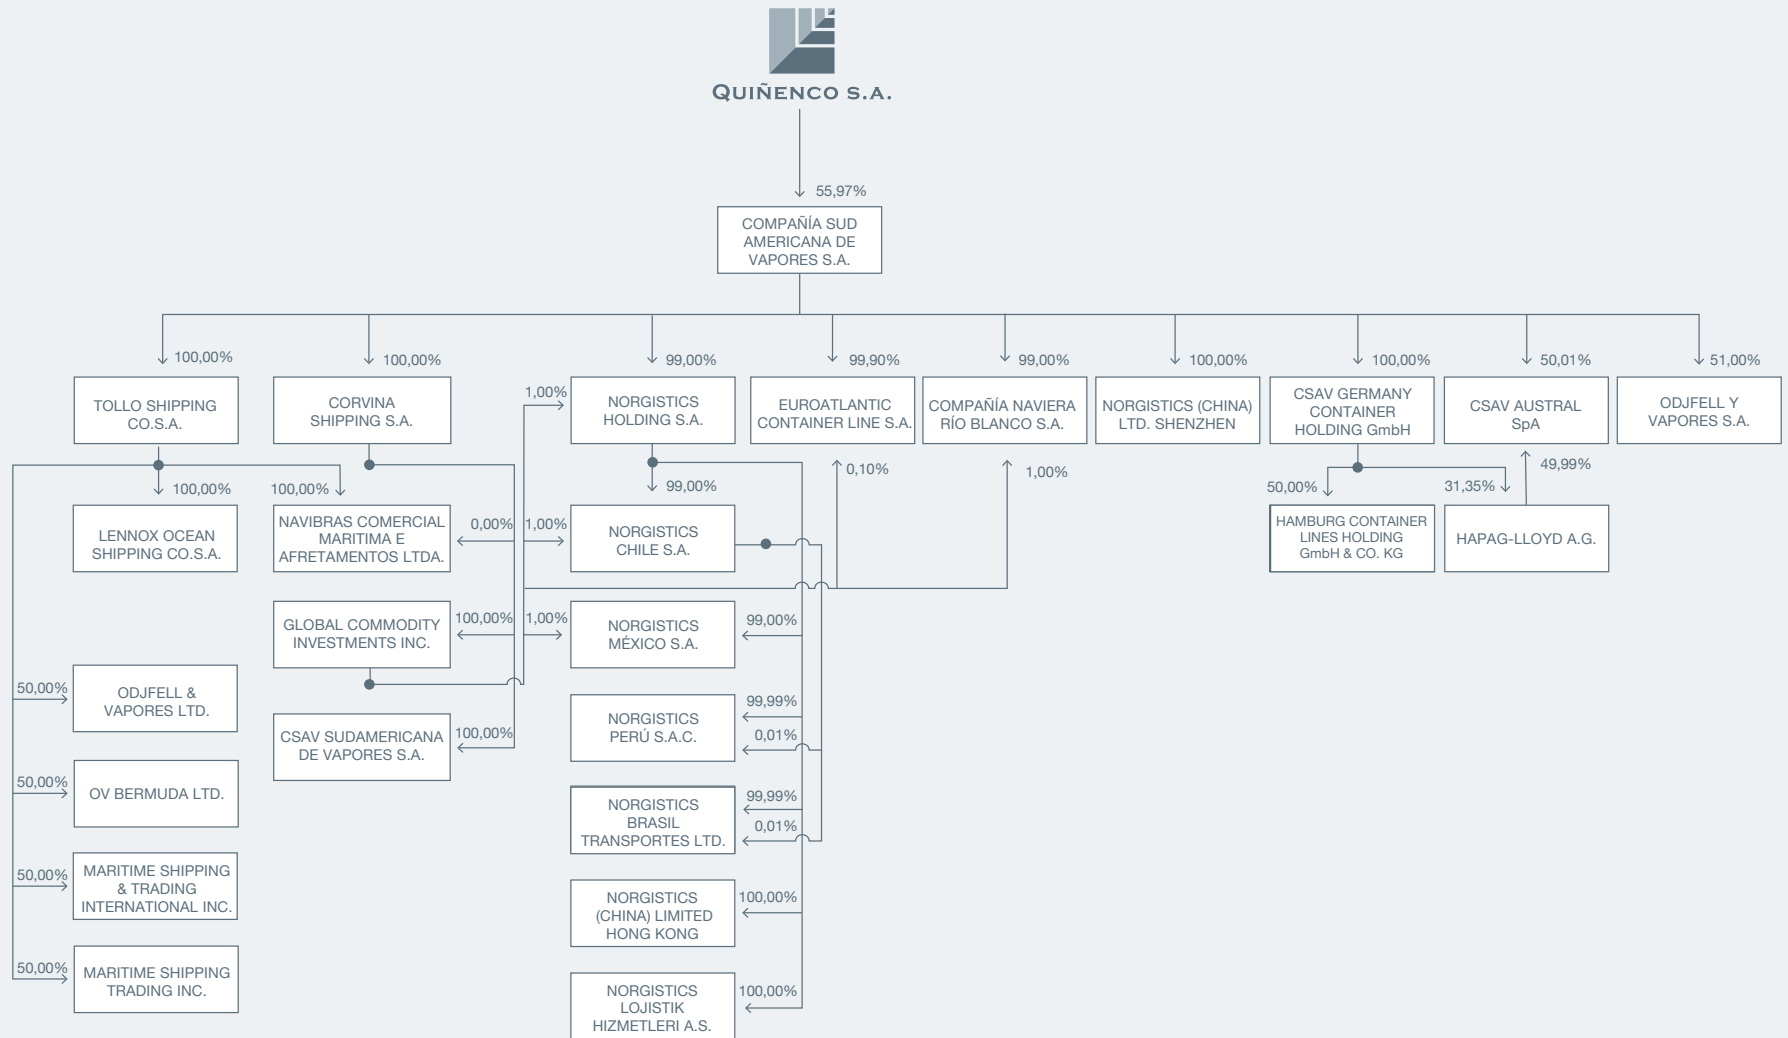 QUIÑENCO S.A.
55,97%
COMPAÑÍA SUD
AMERICANA DE
VAPORES S.A.
100,00%
100,00%
99,00%
99,90%
99,00%
100,00%
100,00%
50,01%
51,00%
TOLLO SHIPPING
CO.S.A.
CORVINA
SHIPPING S.A.
1,00%
NORGISTICS
HOLDING S.A.
EUROATLANTIC
CONTAINER LINE S.A.
COMPAÑÍA NAVIERA
RÍO BLANCO S.A.
NORGISTICS (CHINA)
LTD. SHENZHEN
CSAV GERMANY
CONTAINER
HOLDING GmbH
CSAV AUSTRAL
SpA
ODJFELL Y
VAPORES S.A.
100,00%
100,00%
99,00%
0,10%
1,00%
50,00%
31,35%
49,99%
LENNOX OCEAN
SHIPPING CO.S.A.
NAVIBRAS COMERCIAL
MARITIMA E
AFRETAMENTOS LTDA.
0,00%
1,00%
NORGISTICS
CHILE S.A.
HAMBURG CONTAINER
LINES HOLDING
GmbH & CO. KG
HAPAG-LLOYD A.G.
GLOBAL COMMODITY
INVESTMENTS INC.
100,00%
1,00%
NORGISTICS
MÉXICO S.A.
99,00%
50,00%
ODJFELL &
VAPORES LTD.
CSAV SUDAMERICANA
DE VAPORES S.A.
100,00%
NORGISTICS
PERÚ S.A.C.
99,99%
0,01%
50,00%
OV BERMUDA LTD.
NORGISTICS
BRASIL
TRANSPORTES LTD.
99,99%
0,01%
50,00%
MARITIME SHIPPING
& TRADING
INTERNATIONAL INC.
NORGISTICS
(CHINA) LIMITED
HONG KONG
100,00%
50,00%
MARITIME SHIPPING
TRADING INC.
NORGISTICS
LOJISTIK
HIZMETLERI A.S.
100,00%